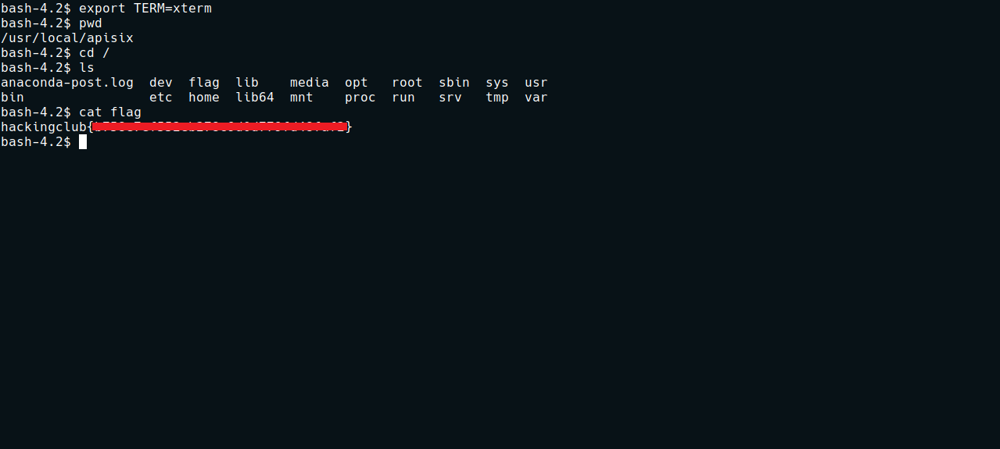 bash-4.2$ export TERM=xterm
bash-4.2$ pwd
/usr/local/apisix
bash-4.2$ cd /
bash-4.2$ ls
anaconda-post.log  dev  flag  lib    media  opt   root  sbin  sys  usr
bin                etc  home  lib64  mnt    proc  run   srv   tmp  var
bash-4.2$ cat flag
hackingclub{}
bash-4.2$